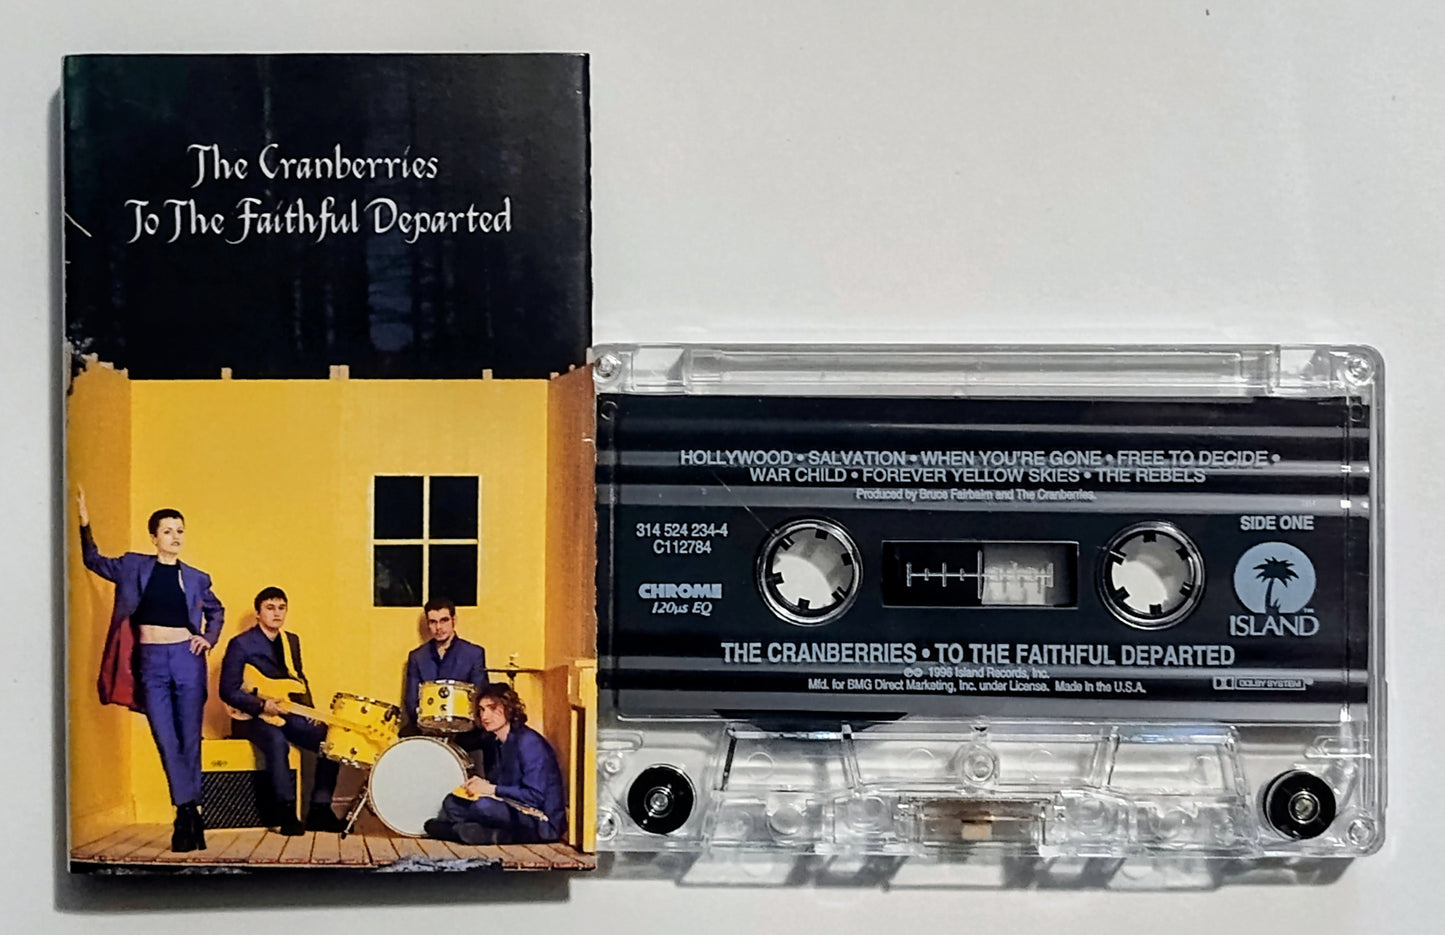 The Cranberries
To The Faithful Departed
HOLLYWOOD • SALVATION • WHEN YOU'RE GONE • FREE TO DECIDE •
WAR CHILD • FOREVER YELLOW SKIES • THE REBELS
Produced by Bruce Fairbairn and The Cranberries.
314 524 234-4
C112784
SIDE ONE
CHROME
120µs EQ
ISLAND™
THE CRANBERRIES • TO THE FAITHFUL DEPARTED
℗© 1996 Island Records, Inc.
Mfd. for BMG Direct Marketing, Inc. under License. Made in the U.S.A.
DOLBY SYSTEM®